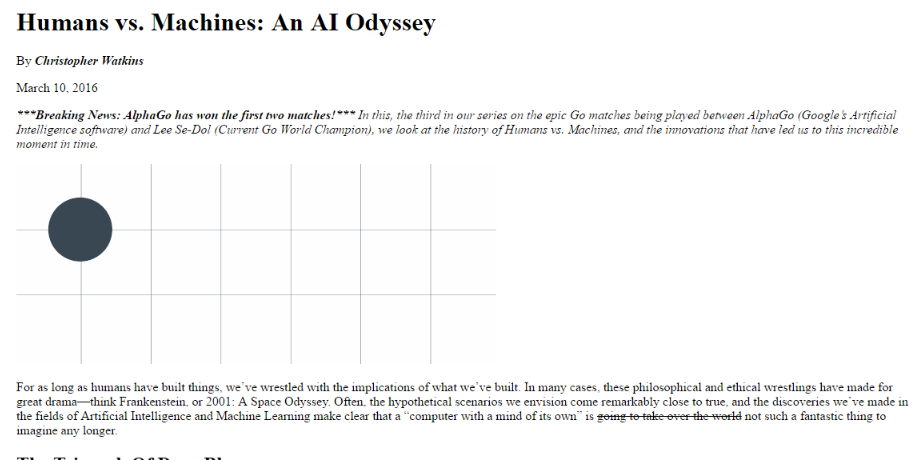 Humans vs. Machines: An AI Odyssey
By Christopher Watkins
March 10, 2016
***Breaking News: AlphaGo has won the first two matches!*** In this, the third in our series on the epic Go matches being played between AlphaGo (Google's Artificial
Intelligence software) and Lee Se-Dol (Current Go World Champion), we look at the history of Humans vs. Machines, and the innovations that have led us to this incredible
moment in time.
For as long as humans have built things, we've wrestled with the implications of what we've built. In many cases, these philosophical and ethical wrestlings have made for
great drama—think Frankenstein, or 2001: A Space Odyssey. Often, the hypothetical scenarios we envision come remarkably close to true, and the discoveries we've made in
the fields of Artificial Intelligence and Machine Learning make clear that a “computer with a mind of its own” is going to take over the world not such a fantastic thing to
imagine any longer.